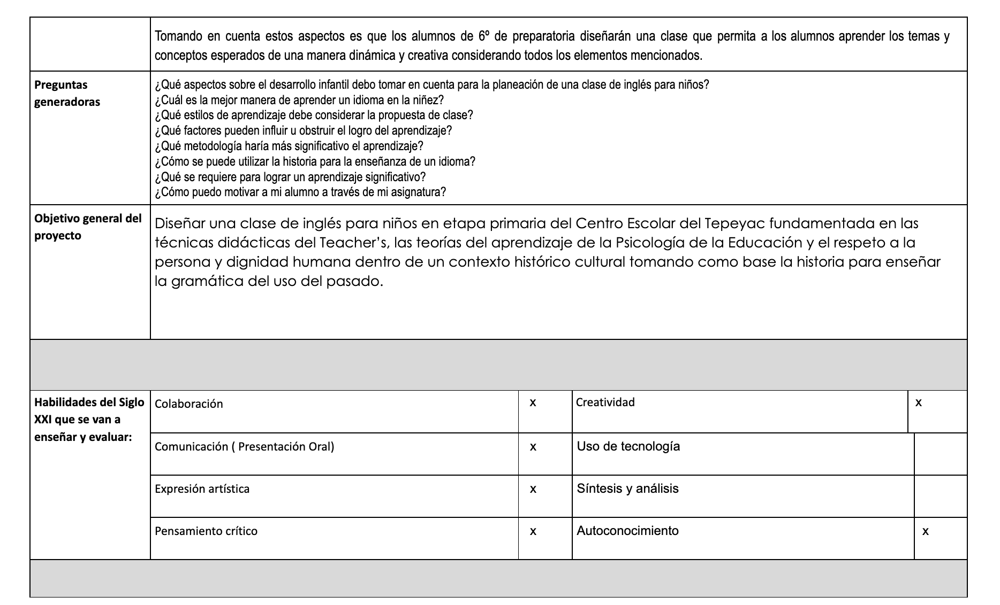 Tomando en cuenta estos aspectos es que los alumnos de 6º de preparatoria diseñarán una clase que permita a los alumnos aprender los temas y
conceptos esperados de una manera dinámica y creativa considerando todos los elementos mencionados.
Preguntas
generadoras
¿Qué aspectos sobre el desarrollo infantil debo tomar en cuenta para la planeación de una clase de inglés para niños?
¿Cuál es la mejor manera de aprender un idioma en la niñez?
¿Qué estilos de aprendizaje debe considerar la propuesta de clase?
¿Qué factores pueden influir u obstruir el logro del aprendizaje?
¿Qué metodología haría más significativo el aprendizaje?
¿Cómo se puede utilizar la historia para la enseñanza de un idioma?
¿Qué se requiere para lograr un aprendizaje significativo?
¿Cómo puedo motivar a mi alumno a través de mi asignatura?
Objetivo general del
proyecto
Diseñar una clase de inglés para niños en etapa primaria del Centro Escolar del Tepeyac fundamentada en las
técnicas didácticas del Teacher’s, las teorías del aprendizaje de la Psicología de la Educación y el respeto a la
persona y dignidad humana dentro de un contexto histórico cultural tomando como base la historia para enseñar
la gramática del uso del pasado.
Habilidades del Siglo
XXI que se van a
enseñar y evaluar:
Colaboración x Creatividad x
Comunicación ( Presentación Oral) x Uso de tecnología
Expresión artística x Síntesis y análisis
Pensamiento crítico x Autoconocimiento x